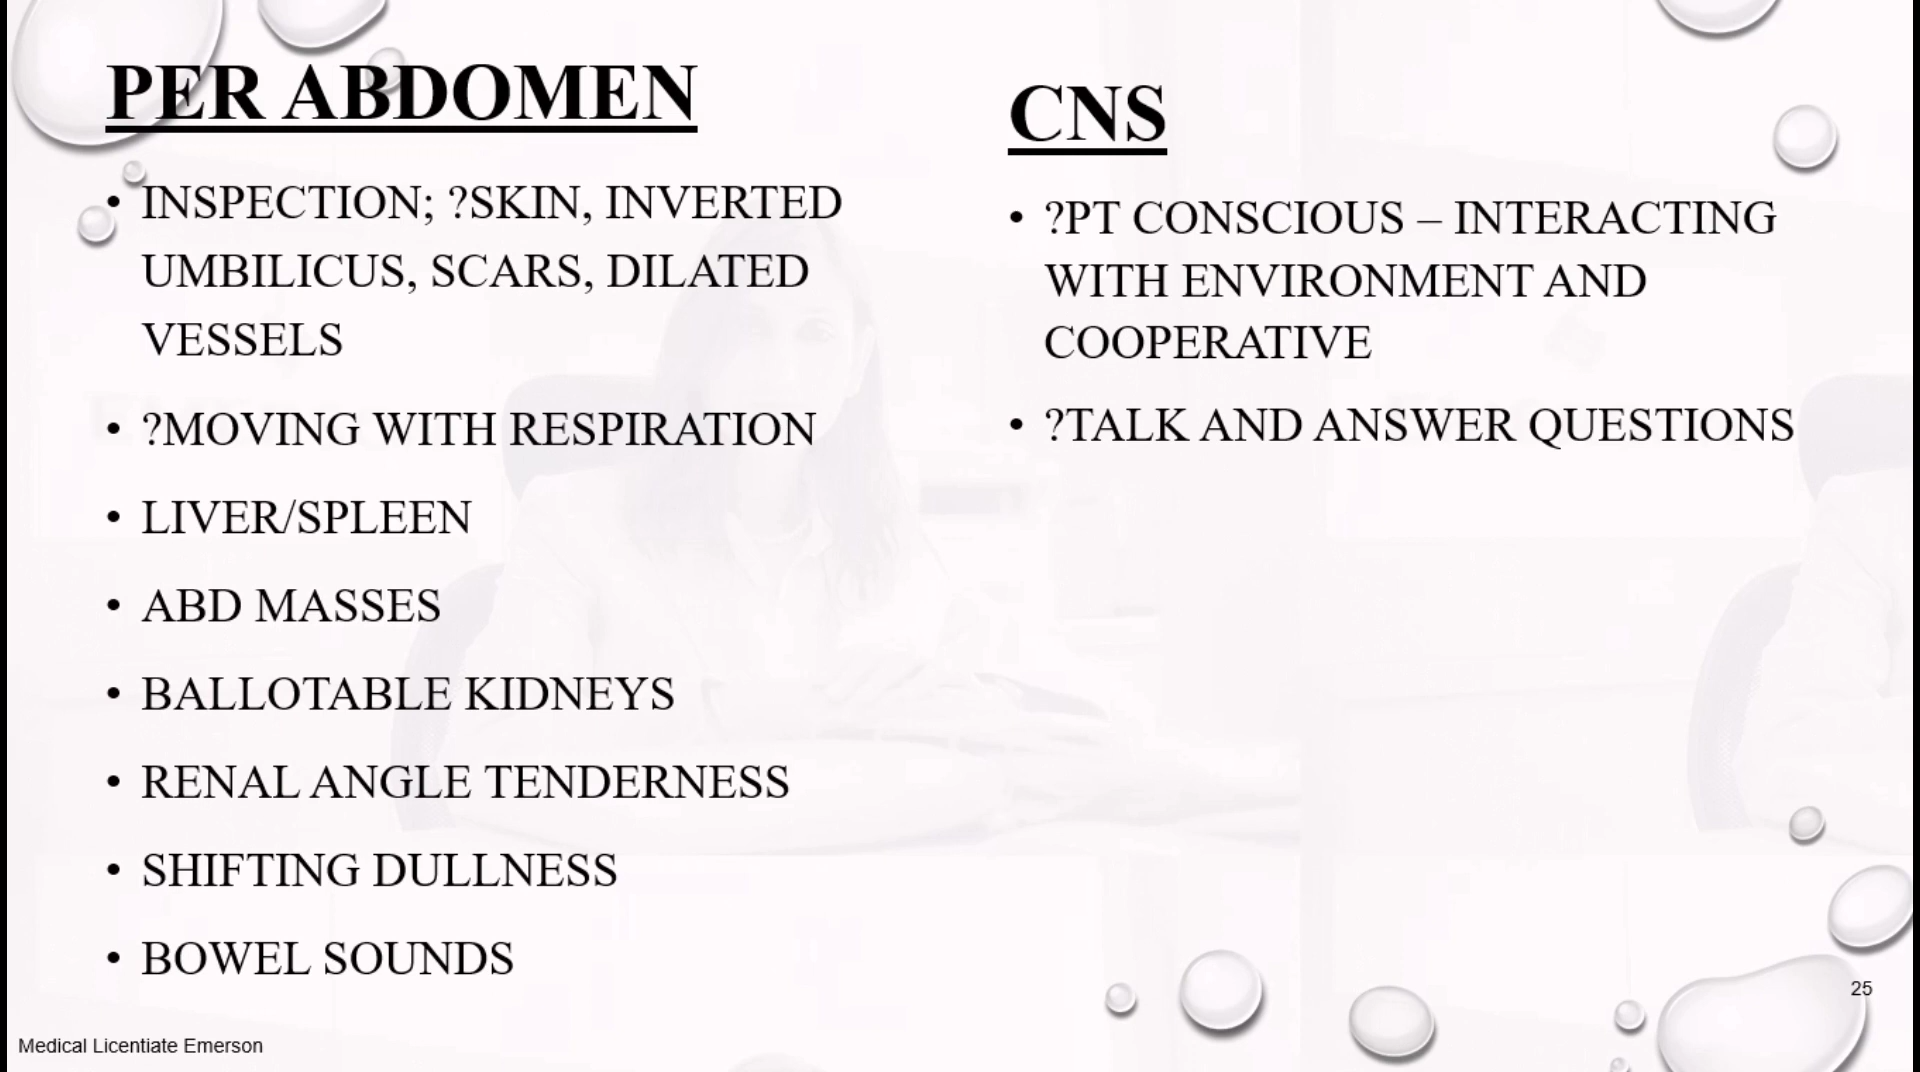 PER ABDOMEN
• INSPECTION; ?SKIN, INVERTED
UMBILICUS, SCARS, DILATED
VESSELS
• ?MOVING WITH RESPIRATION
• LIVER/SPLEEN
• ABD MASSES
• BALLOTABLE KIDNEYS
• RENAL ANGLE TENDERNESS
• SHIFTING DULLNESS
• BOWEL SOUNDS
CNS
• ?PT CONSCIOUS – INTERACTING
WITH ENVIRONMENT AND
COOPERATIVE
• ?TALK AND ANSWER QUESTIONS
25
Medical Licentiate Emerson